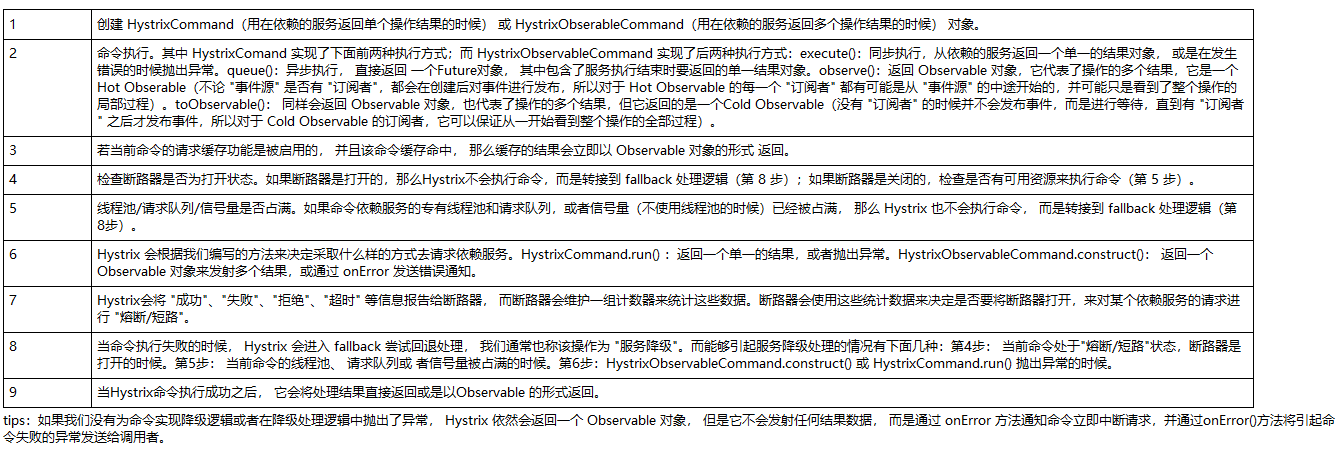 1
创建 HystrixCommand（用在依赖的服务返回单个操作结果的时候） 或 HystrixObserableCommand（用在依赖的服务返回多个操作结果的时候） 对象。
2
命令执行。其中 HystrixComand 实现了下面前两种执行方式；而 HystrixObservableCommand 实现了后两种执行方式：execute()：同步执行，从依赖的服务返回一个单一的结果对象， 或是在发生
错误的时候抛出异常。queue()：异步执行， 直接返回 一个Future对象， 其中包含了服务执行结束时要返回的单一结果对象。observe()：返回 Observable 对象，它代表了操作的多个结果，它是一个
Hot Obserable（不论 "事件源" 是否有 "订阅者"，都会在创建后对事件进行发布，所以对于 Hot Observable 的每一个 "订阅者" 都有可能是从 "事件源" 的中途开始的，并可能只是看到了整个操作的
局部过程）。toObservable()： 同样会返回 Observable 对象，也代表了操作的多个结果，但它返回的是一个Cold Observable（没有 "订阅者" 的时候并不会发布事件，而是进行等待，直到有 "订阅者
" 之后才发布事件，所以对于 Cold Observable 的订阅者，它可以保证从一开始看到整个操作的全部过程）。
3
若当前命令的请求缓存功能是被启用的， 并且该命令缓存命中， 那么缓存的结果会立即以 Observable 对象的形式 返回。
4
检查断路器是否为打开状态。如果断路器是打开的，那么Hystrix不会执行命令，而是转接到 fallback 处理逻辑（第 8 步）；如果断路器是关闭的，检查是否有可用资源来执行命令（第 5 步）。
5
线程池/请求队列/信号量是否占满。如果命令依赖服务的专有线程池和请求队列，或者信号量（不使用线程池的时候）已经被占满， 那么 Hystrix 也不会执行命令， 而是转接到 fallback 处理逻辑（第
8步）。
6
Hystrix 会根据我们编写的方法来决定采取什么样的方式去请求依赖服务。HystrixCommand.run() ：返回一个单一的结果，或者抛出异常。HystrixObservableCommand.construct()： 返回一个
Observable 对象来发射多个结果，或通过 onError 发送错误通知。
7
Hystrix会将 "成功"、"失败"、"拒绝"、"超时" 等信息报告给断路器， 而断路器会维护一组计数器来统计这些数据。断路器会使用这些统计数据来决定是否要将断路器打开，来对某个依赖服务的请求进
行 "熔断/短路"。
8
当命令执行失败的时候， Hystrix 会进入 fallback 尝试回退处理， 我们通常也称该操作为 "服务降级"。而能够引起服务降级处理的情况有下面几种：第4步： 当前命令处于"熔断/短路"状态，断路器是
打开的时候。第5步： 当前命令的线程池、 请求队列或 者信号量被占满的时候。第6步：HystrixObservableCommand.construct() 或 HystrixCommand.run() 抛出异常的时候。
9
当Hystrix命令执行成功之后， 它会将处理结果直接返回或是以Observable 的形式返回。
tips：如果我们没有为命令实现降级逻辑或者在降级处理逻辑中抛出了异常， Hystrix 依然会返回一个 Observable 对象， 但是它不会发射任何结果数据， 而是通过 onError 方法通知命令立即中断请求，并通过onError()方法将引起命
令失败的异常发送给调用者。